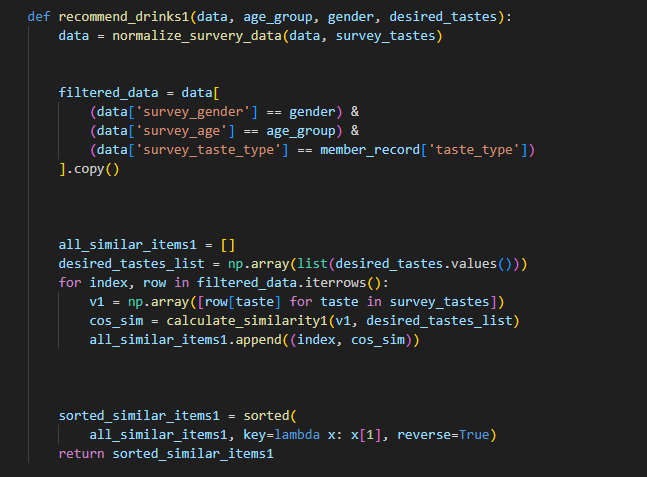 def recommend_drinks1(data, age_group, gender, desired_tastes):
    data = normalize_survery_data(data, survey_tastes)
    filtered_data = data[
        (data['survey_gender'] == gender) &
        (data['survey_age'] == age_group) &
        (data['survey_taste_type'] == member_record['taste_type'])
    ].copy()
    all_similar_items1 = []
    desired_tastes_list = np.array(list(desired_tastes.values()))
    for index, row in filtered_data.iterrows():
        v1 = np.array([row[taste] for taste in survey_tastes])
        cos_sim = calculate_similarity1(v1, desired_tastes_list)
        all_similar_items1.append((index, cos_sim))
    sorted_similar_items1 = sorted(
        all_similar_items1, key=lambda x: x[1], reverse=True)
    return sorted_similar_items1